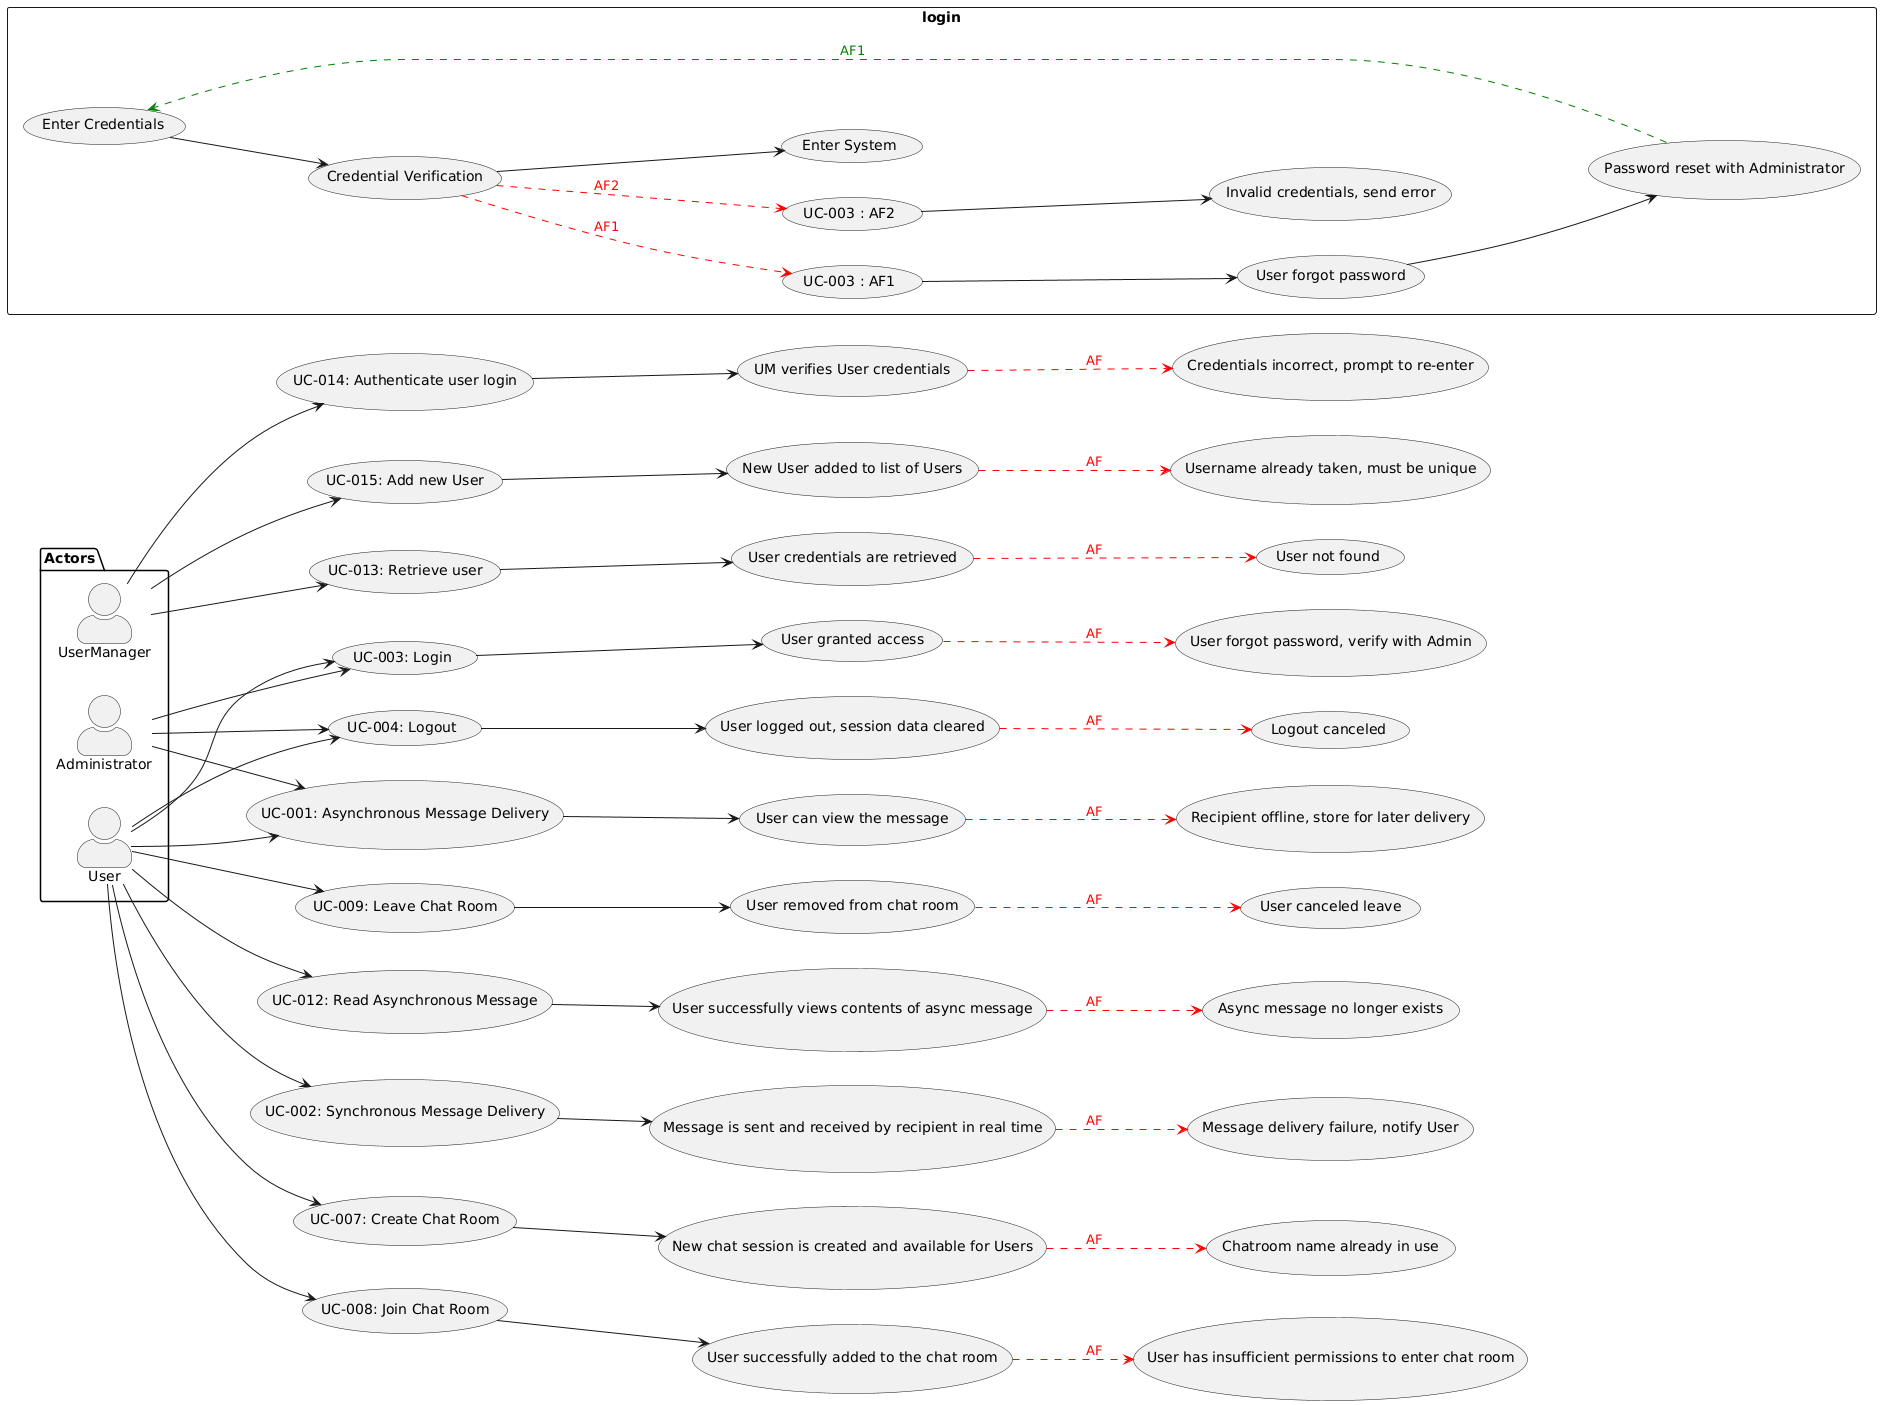 login
AF1
Enter Credentials
Enter System
Credential Verification
Password reset with Administrator
AF2
Invalid credentials, send error
UC-003 : AF2
AF1
UC-003 : AF1
User forgot password
UC-014: Authenticate user login
UM verifies User credentials
AF
Credentials incorrect, prompt to re-enter
UC-015: Add new User
New User added to list of Users
AF
Username already taken, must be unique
Actors
UC-013: Retrieve user
User credentials are retrieved
AF
User not found
UserManager
UC-003: Login
User granted access
AF
User forgot password, verify with Admin
UC-004: Logout
User logged out, session data cleared
AF
Logout canceled
Administrator
UC-001: Asynchronous Message Delivery
User can view the message
AF
Recipient offline, store for later delivery
User
UC-009: Leave Chat Room
User removed from chat room
AF
User canceled leave
UC-012: Read Asynchronous Message
User successfully views contents of async message
AF
Async message no longer exists
UC-002: Synchronous Message Delivery
Message is sent and received by recipient in real time
AF
Message delivery failure, notify User
UC-007: Create Chat Room
New chat session is created and available for Users
AF
Chatroom name already in use
UC-008: Join Chat Room
User successfully added to the chat room
AF
User has insufficient permissions to enter chat room